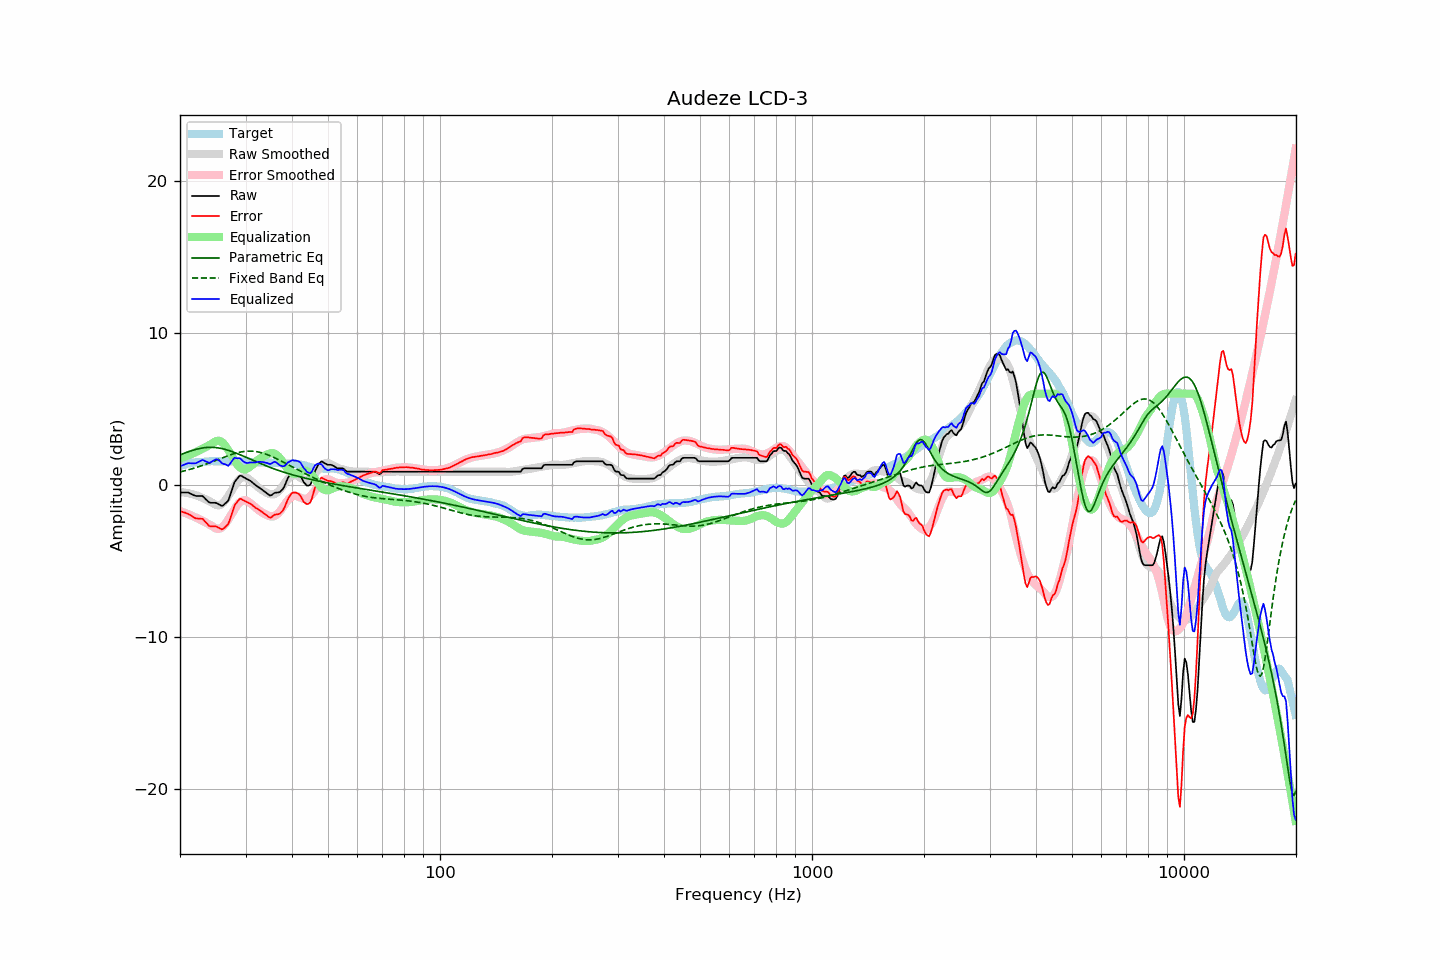 Audeze LCD-3
Target
Raw Smoothed
Error Smoothed
Raw
Error
Equalization
Parametric Eq
Fixed Band Eq
Equalized
20
10
0
−10
−20
Amplitude (dBr)
100
1000
10000
Frequency (Hz)